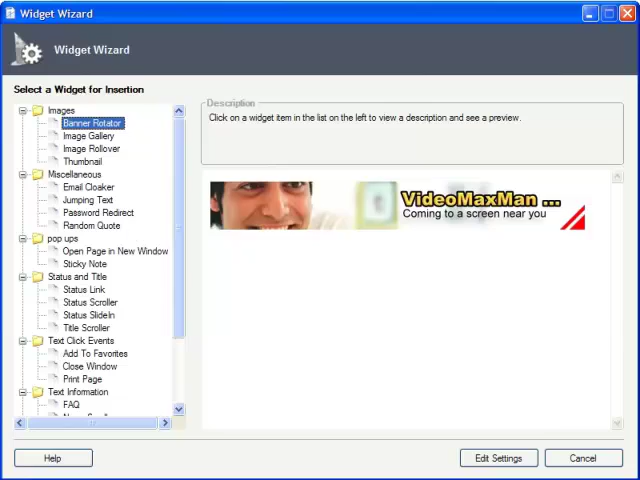 Widget Wizard
Widget Wizard
Select a Widget for Insertion
Images
Banner Rotator
Image Gallery
Image Rollover
Thumbnail
Miscellaneous
Email Cloaker
Jumping Text
Password Redirect
Random Quote
pop ups
Open Page in New Window
Sticky Note
Status and Title
Status Link
Status Scroller
Status SlideIn
Title Scroller
Text Click Events
Add To Favorites
Close Window
Print Page
Text Information
FAQ
Description
Click on a widget item in the list on the left to view a description and see a preview.
VideoMaxMan ...
Coming to a screen near you
Help
Edit Settings
Cancel